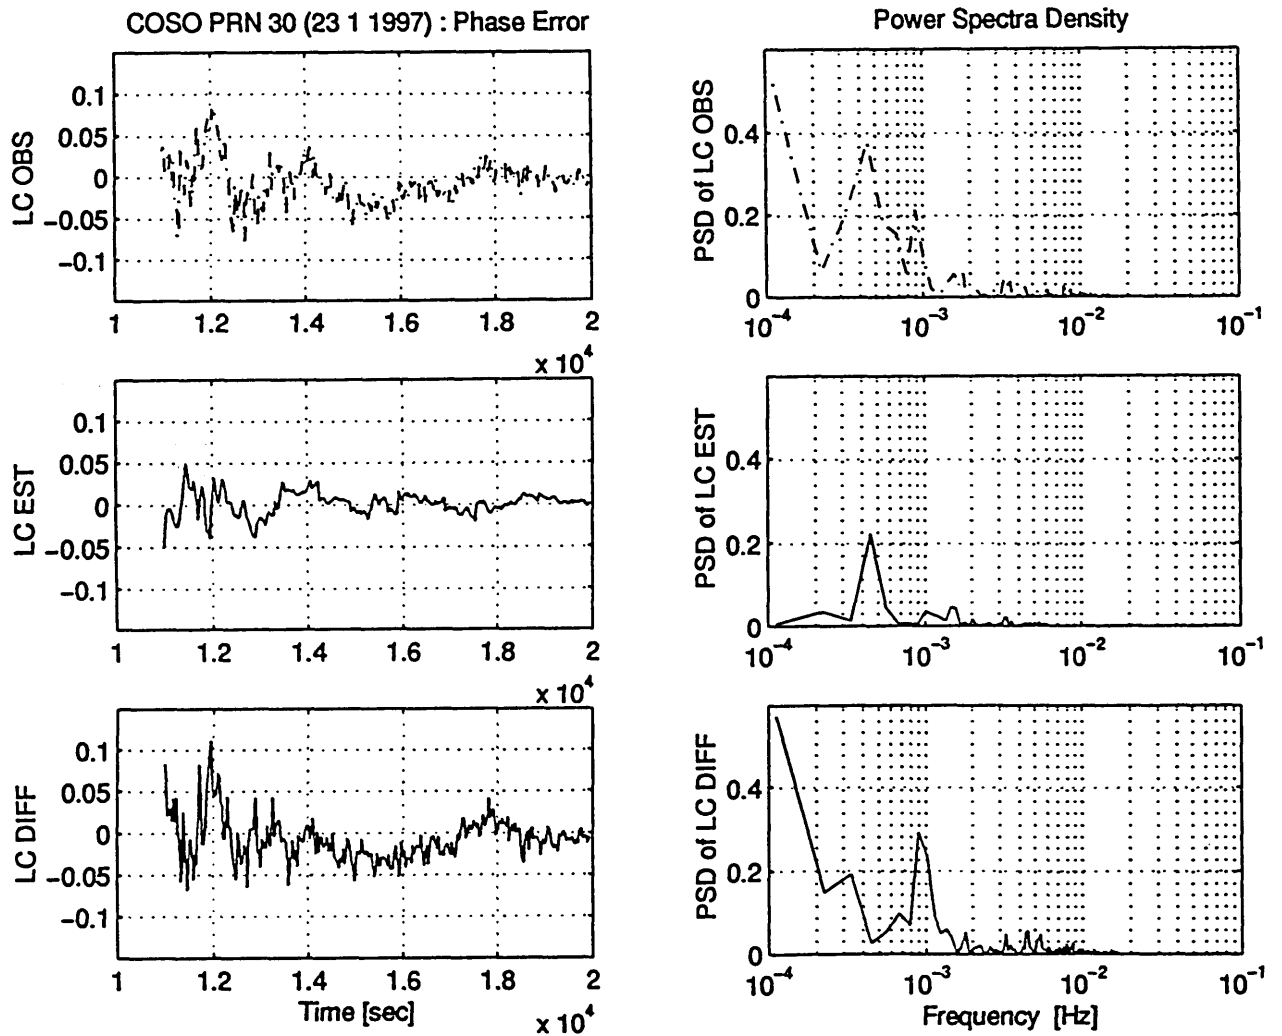 COSO PRN 30 (23 1 1997) : Phase Error
LC OBS
0.1
0.05
0
−0.05
−0.1
1 1.2 1.4 1.6 1.8 2
x 10^4
Power Spectra Density
PSD of LC OBS
0.4
0.2
0
10^−4 10^−3 10^−2 10^−1
LC EST
0.1
0.05
0
−0.05
−0.1
1 1.2 1.4 1.6 1.8 2
x 10^4
PSD of LC EST
0.4
0.2
0
10^−4 10^−3 10^−2 10^−1
LC DIFF
0.1
0.05
0
−0.05
−0.1
1 1.2 1.4 1.6 1.8 2
Time [sec]
x 10^4
PSD of LC DIFF
0.4
0.2
0
10^−4 10^−3 10^−2 10^−1
Frequency [Hz]